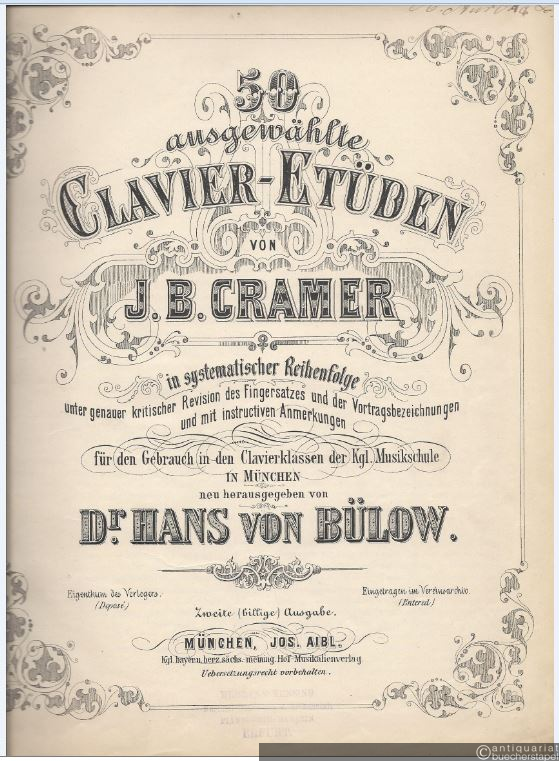 50
ausgewählte
CLAVIER-ETÜDEN
VON
J. B. CRAMER
in systematischer Reihenfolge
unter genauer kritischer Revision des Fingersatzes und der Vortragsbezeichnungen
und mit instructiven Anmerkungen
für den Gebrauch in den Clavierklassen der Kgl. Musikschule
IN MÜNCHEN
neu herausgegeben von
Dr HANS VON BÜLOW.
Eigenthum des Verlegers.
(Deposé.)
Eingetragen im Vereinsarchiv.
(Entered.)
Zweite (billige) Ausgabe.
MÜNCHEN, JOS. AIBL.
Kgl. bayer. u. herz. sächs.-meining. Hof-Musikalienverlag
Uebersetzungsrecht vorbehalten.
ERFURT.
©antiquariat
buecherstapel